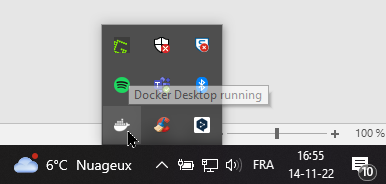 Docker Desktop running
100 %
6°C Nuageux
FRA
16:55
14-11-22
10